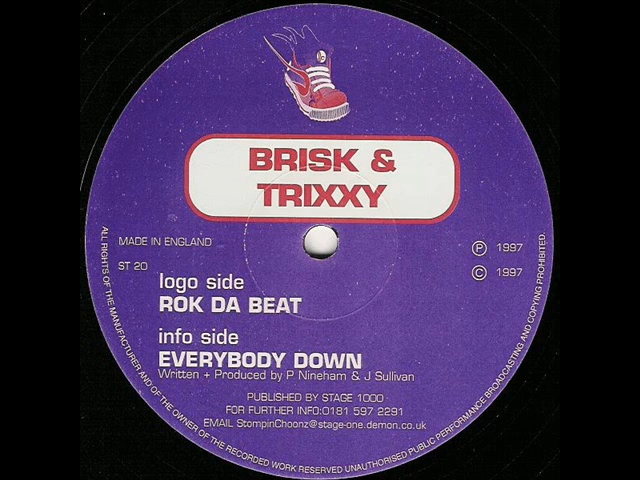 BRISK &
TRIXXY
MADE IN ENGLAND
ST 20
℗ 1997
© 1997
logo side
ROK DA BEAT
info side
EVERYBODY DOWN
Written + Produced by P Nineham & J Sullivan
PUBLISHED BY STAGE 1000
FOR FURTHER INFO:0181 597 2291
EMAIL StompinChoonz@stage-one.demon.co.uk
ALL RIGHTS OF THE MANUFACTURER AND OF THE OWNER OF THE RECORDED WORK RESERVED UNAUTHORISED PUBLIC PERFORMANCE BROADCASTING AND COPYING PROHIBITED.